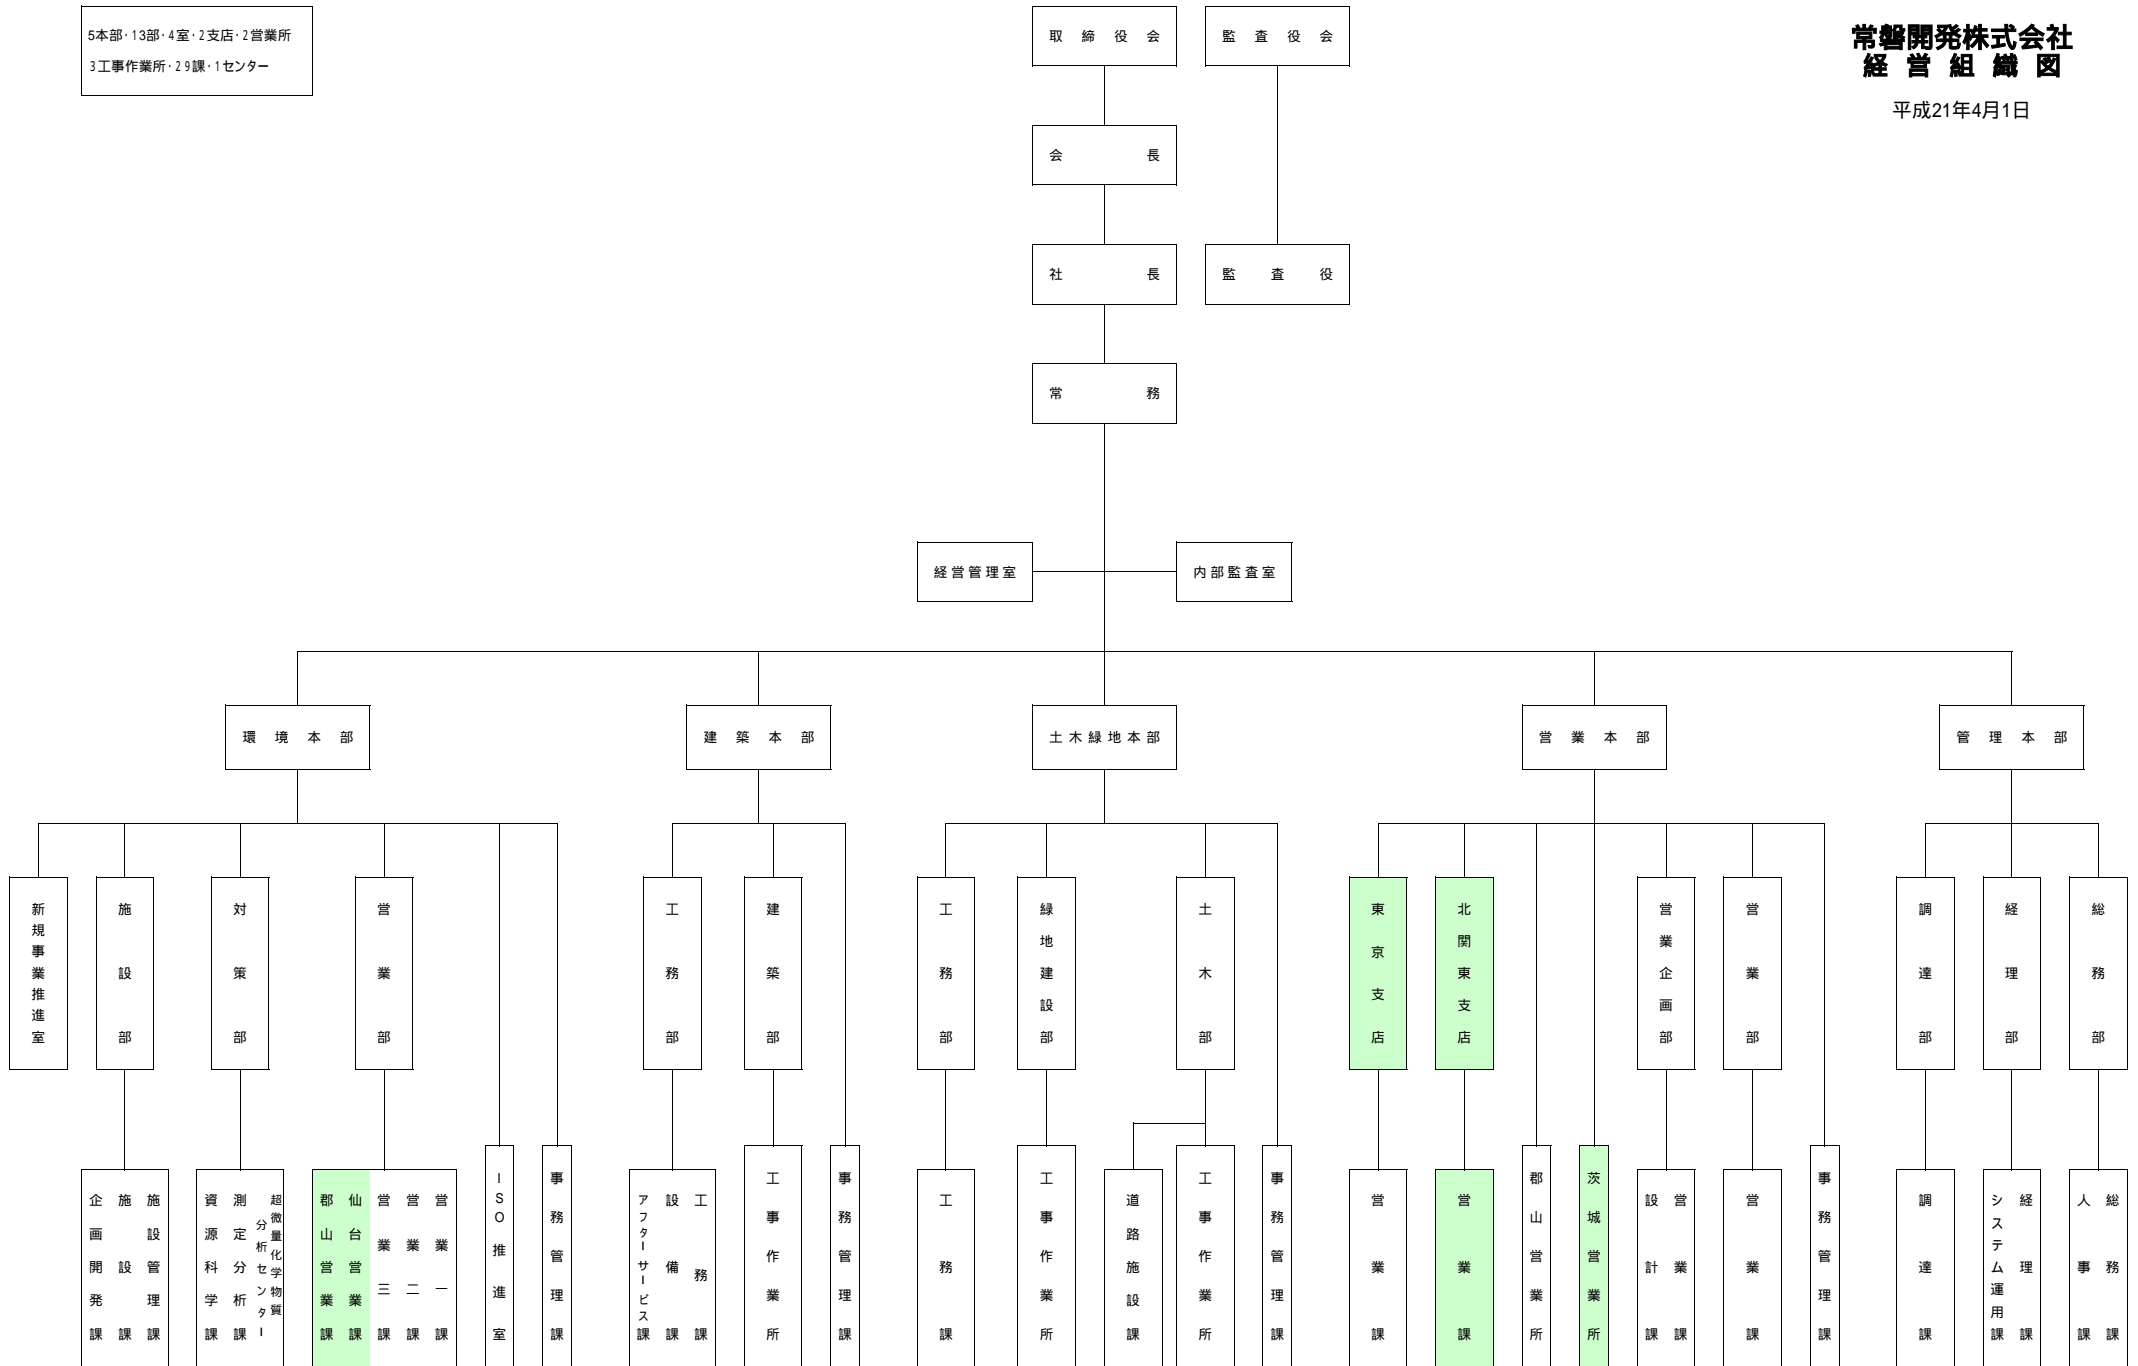 5本部・13部・4室・2支店・2営業所
3工事作業所・29課・1センター
取締役会
監査役会
常磐開発株式会社
経営組織図
平成21年4月1日
会長
社長
監査役
常務
経営管理室
内部監査室
環境本部
建築本部
土木緑地本部
営業本部
管理本部
新規事業推進室
施設部
対策部
営業部
工務部
建築部
工務部
緑地建設部
土木部
東京支店
北関東支店
営業企画部
営業部
調達部
経理部
総務部
企画開発課
施設課
施設管理課
資源科学課
測定分析課
超微量化学物質
分析センター
郡山営業課
仙台営業課
営業三課
営業二課
営業一課
ISO推進室
事務管理課
アフターサービス課
設備課
工務課
工事作業所
事務管理課
工務課
工事作業所
道路施設課
工事作業所
事務管理課
営業課
営業課
郡山営業所
茨城営業所
設計課
営業課
営業課
事務管理課
調達課
システム運用課
経理課
人事課
総務課